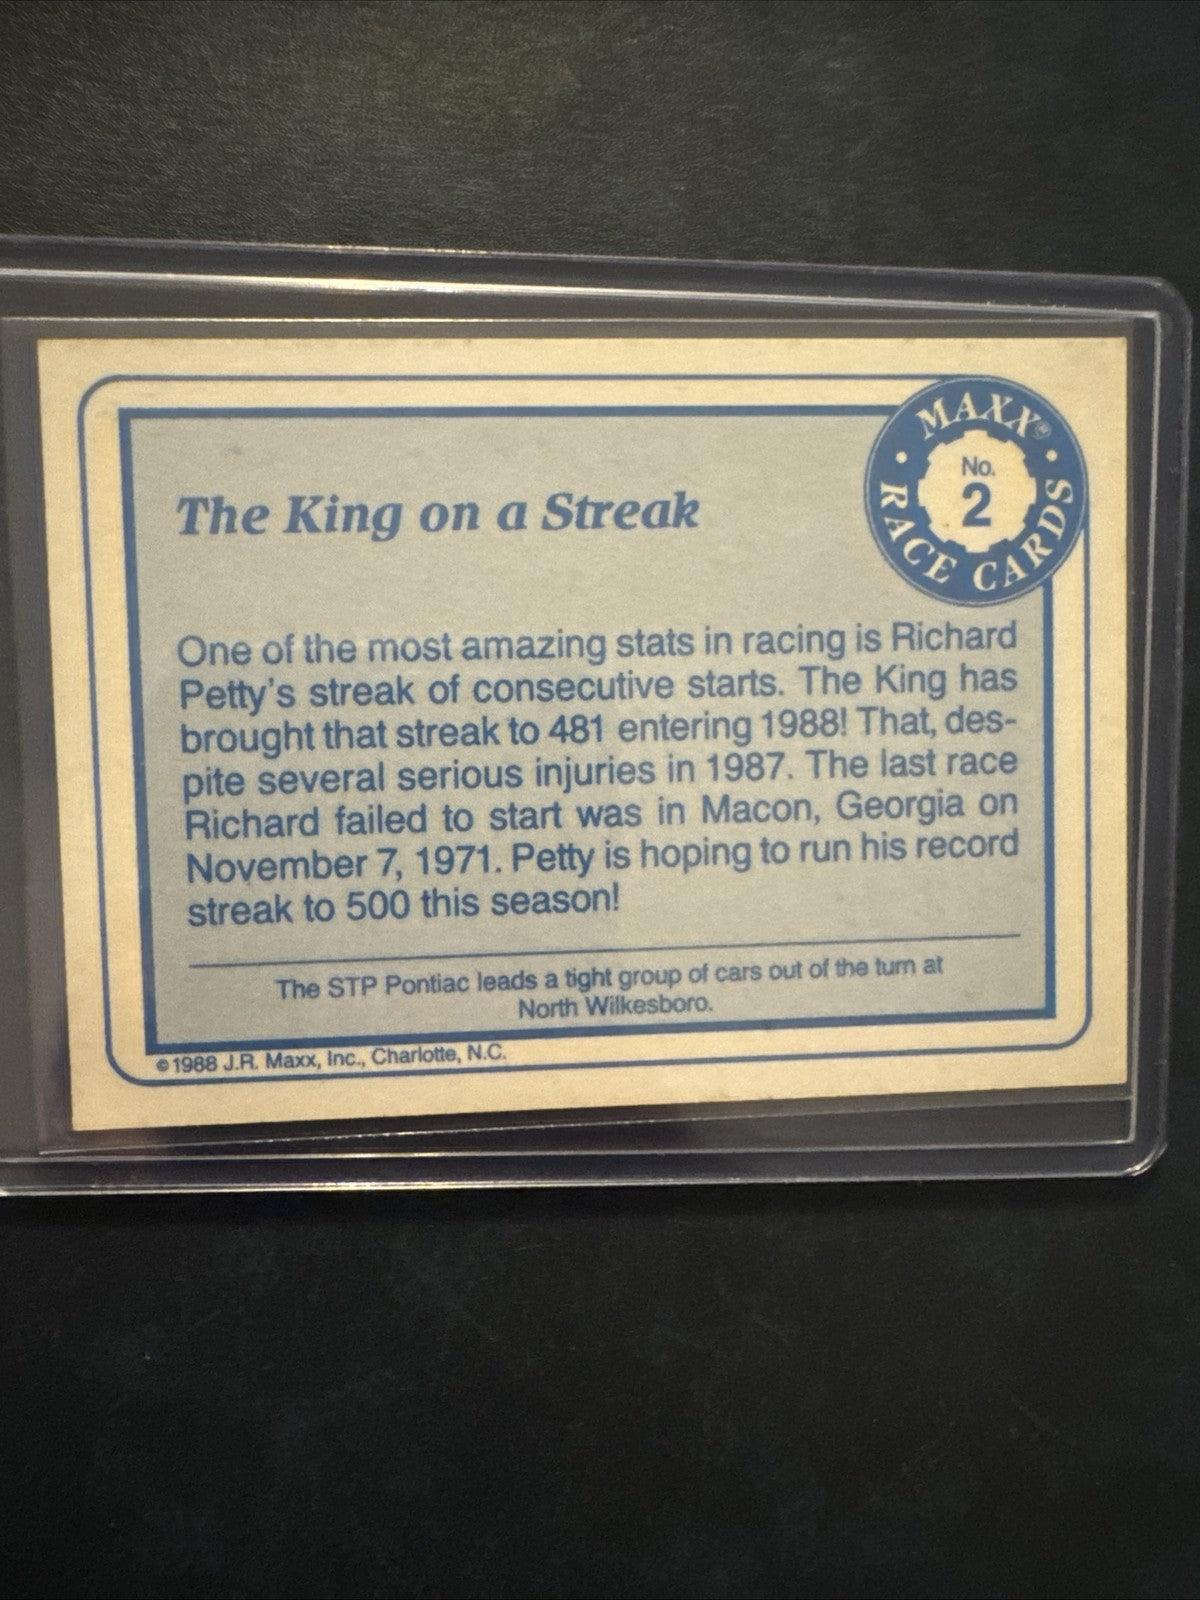 MAXX®
No.
2
RACE CARDS
The King on a Streak
One of the most amazing stats in racing is Richard
Petty's streak of consecutive starts. The King has
brought that streak to 481 entering 1988! That, des-
pite several serious injuries in 1987. The last race
Richard failed to start was in Macon, Georgia on
November 7, 1971. Petty is hoping to run his record
streak to 500 this season!
The STP Pontiac leads a tight group of cars out of the turn at
North Wilkesboro.
©1988 J.R. Maxx, Inc., Charlotte, N.C.